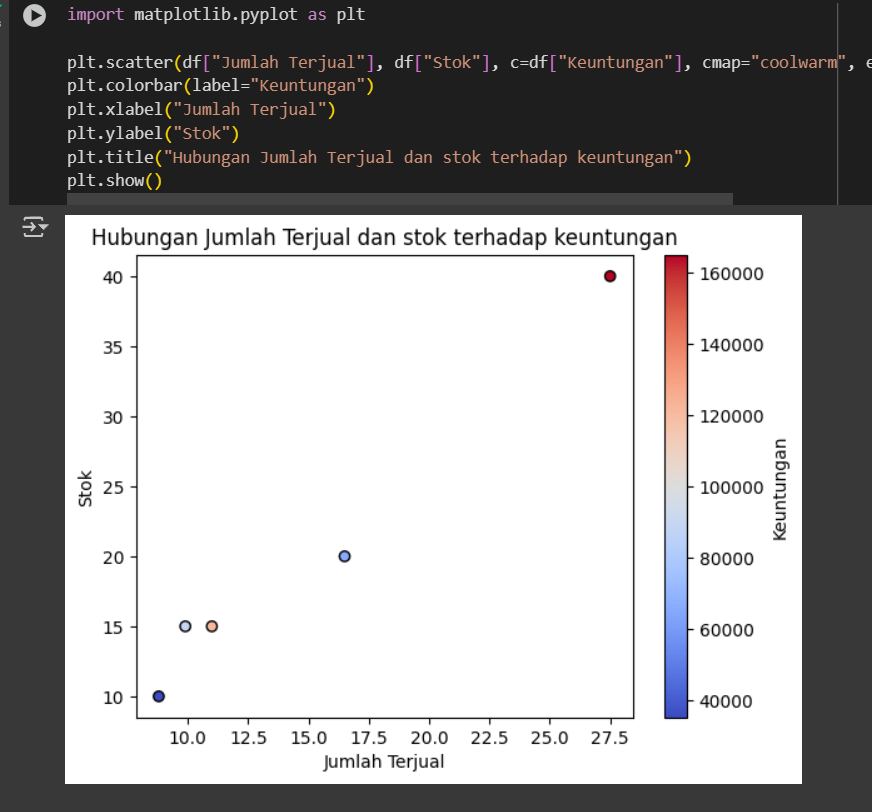 import matplotlib.pyplot as plt
plt.scatter(df["Jumlah Terjual"], df["Stok"], c=df["Keuntungan"], cmap="coolwarm", e
plt.colorbar(label="Keuntungan")
plt.xlabel("Jumlah Terjual")
plt.ylabel("Stok")
plt.title("Hubungan Jumlah Terjual dan stok terhadap keuntungan")
plt.show()
Hubungan Jumlah Terjual dan stok terhadap keuntungan
40
35
30
25
20
15
10
Stok
10.0 12.5 15.0 17.5 20.0 22.5 25.0 27.5
Jumlah Terjual
160000
140000
120000
100000
80000
60000
40000
Keuntungan